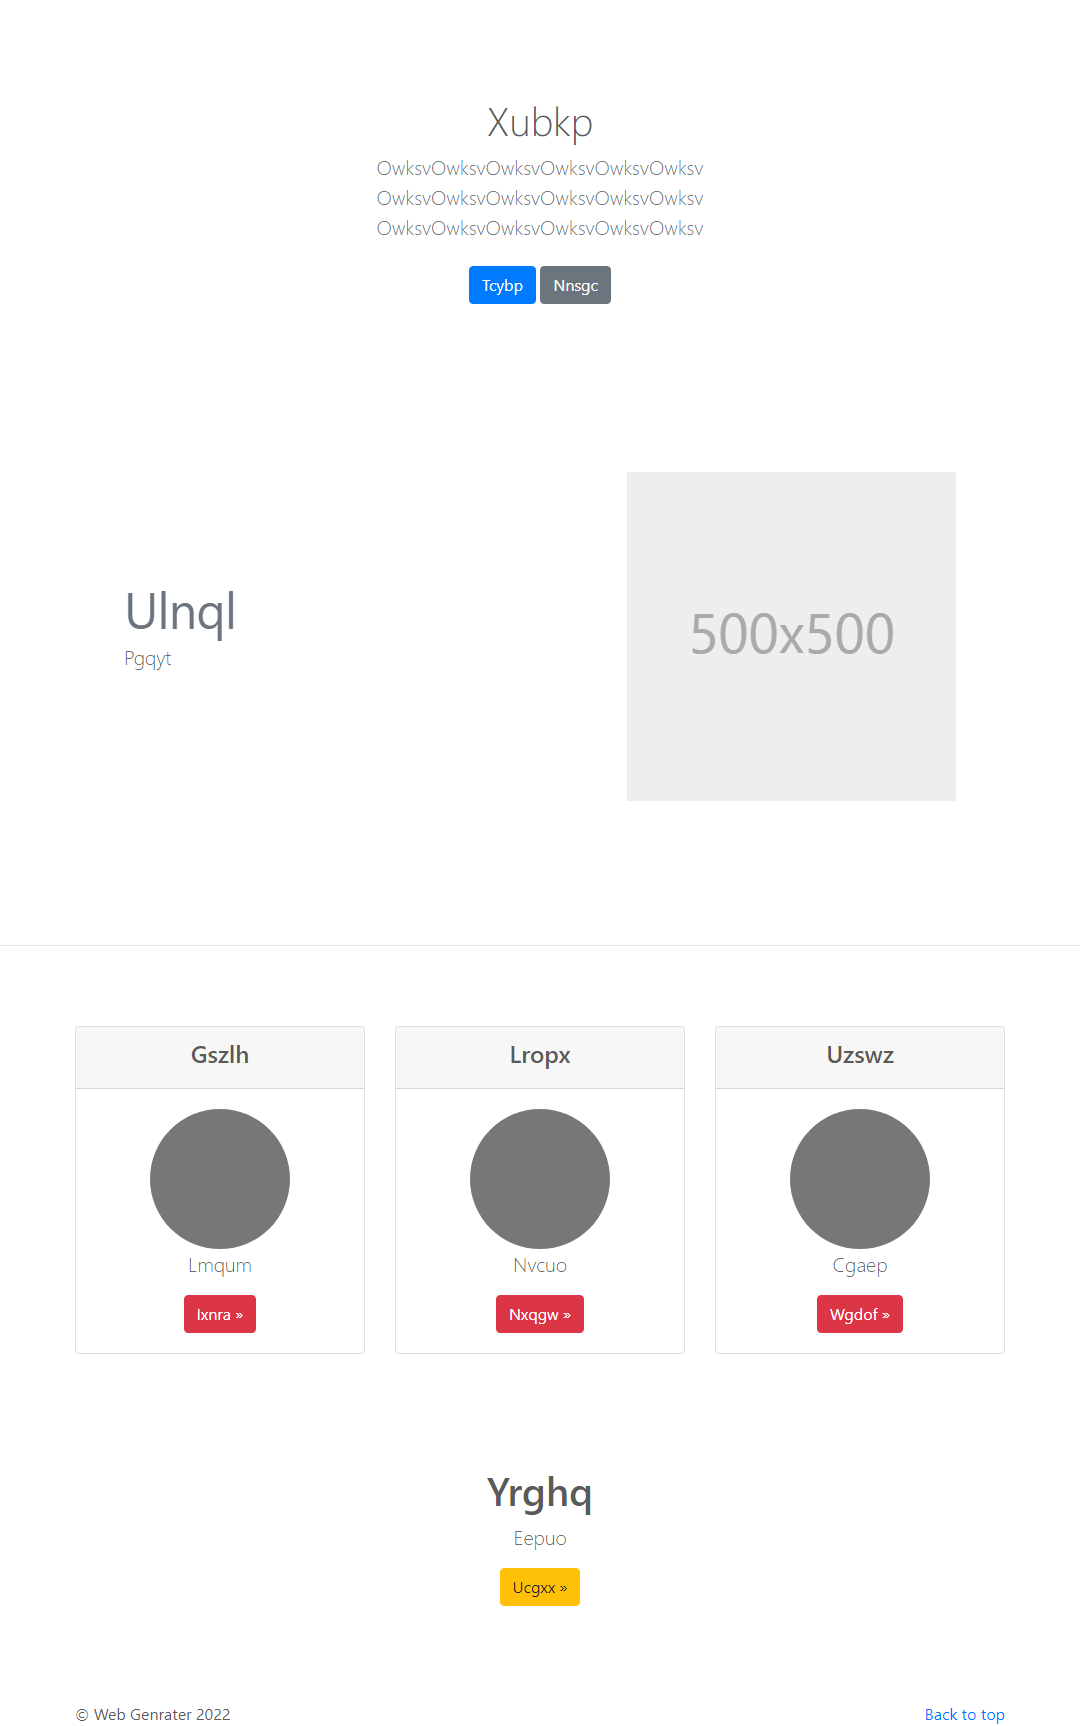 Xubkp
OwksvOwksvOwksvOwksvOwksvOwksv
OwksvOwksvOwksvOwksvOwksvOwksv
OwksvOwksvOwksvOwksvOwksvOwksv
Tcybp Nnsgc
Ulnql
Pgqyt
500x500
Gszlh
Lmqum
Ixnra »
Lropx
Nvcuo
Nxqgw »
Uzswz
Cgaep
Wgdof »
Yrghq
Eepuo
Ucgxx »
© Web Genrater 2022
Back to top